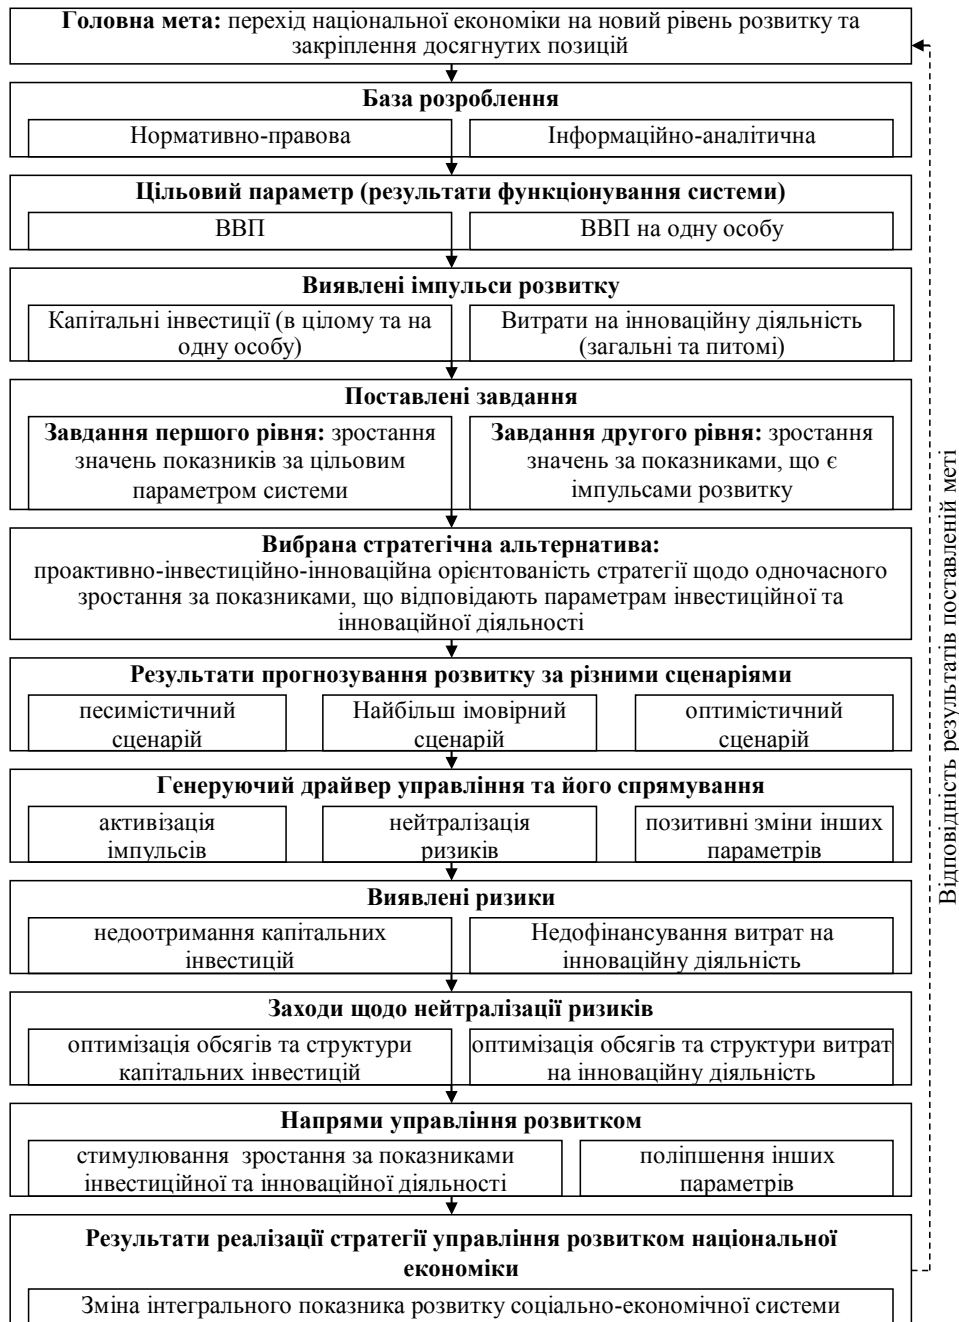 Головна мета: перехід національної економіки на новий рівень розвитку та
закріплення досягнутих позицій
База розроблення
Нормативно-правова
Інформаційно-аналітична
Цільовий параметр (результати функціонування системи)
ВВП
ВВП на одну особу
Виявлені імпульси розвитку
Капітальні інвестиції (в цілому та на
одну особу)
Витрати на інноваційну діяльність
(загальні та питомі)
Поставлені завдання
Завдання першого рівня: зростання
значень показників за цільовим
параметром системи
Завдання другого рівня: зростання
значень за показниками, що є
імпульсами розвитку
Вибрана стратегічна альтернатива:
проактивно-інвестиційно-інноваційна орієнтованість стратегії щодо одночасного
зростання за показниками, що відповідають параметрам інвестиційної та
інноваційної діяльності
Результати прогнозування розвитку за різними сценаріями
песимістичний
сценарій
Найбільш імовірний
сценарій
оптимістичний
сценарій
Генеруючий драйвер управління та його спрямування
активізація
імпульсів
нейтралізація
ризиків
позитивні зміни інших
параметрів
Виявлені ризики
недоотримання капітальних
інвестицій
Недофінансування витрат на
інноваційну діяльність
Заходи щодо нейтралізації ризиків
оптимізація обсягів та структури
капітальних інвестицій
оптимізація обсягів та структури витрат
на інноваційну діяльність
Напрями управління розвитком
стимулювання зростання за показниками
інвестиційної та інноваційної діяльності
поліпшення інших
параметрів
Результати реалізації стратегії управління розвитком національної
економіки
Зміна інтегрального показника розвитку соціально-економічної системи
Відповідність результатів поставленій меті